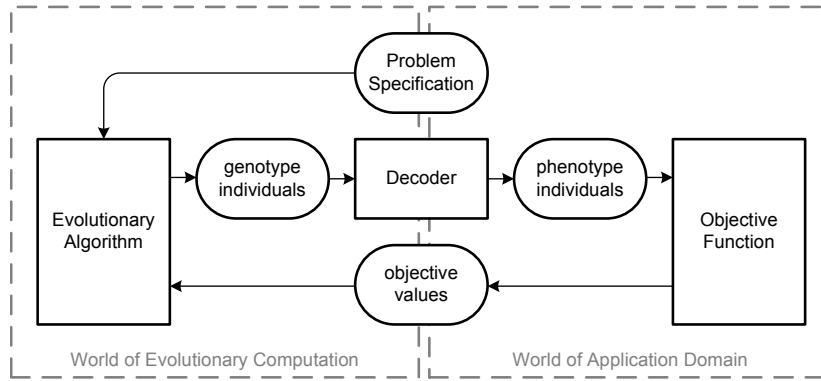 Problem
Specification
genotype
individuals
Decoder
phenotype
individuals
Evolutionary
Algorithm
Objective
Function
objective
values
World of Evolutionary Computation
World of Application Domain